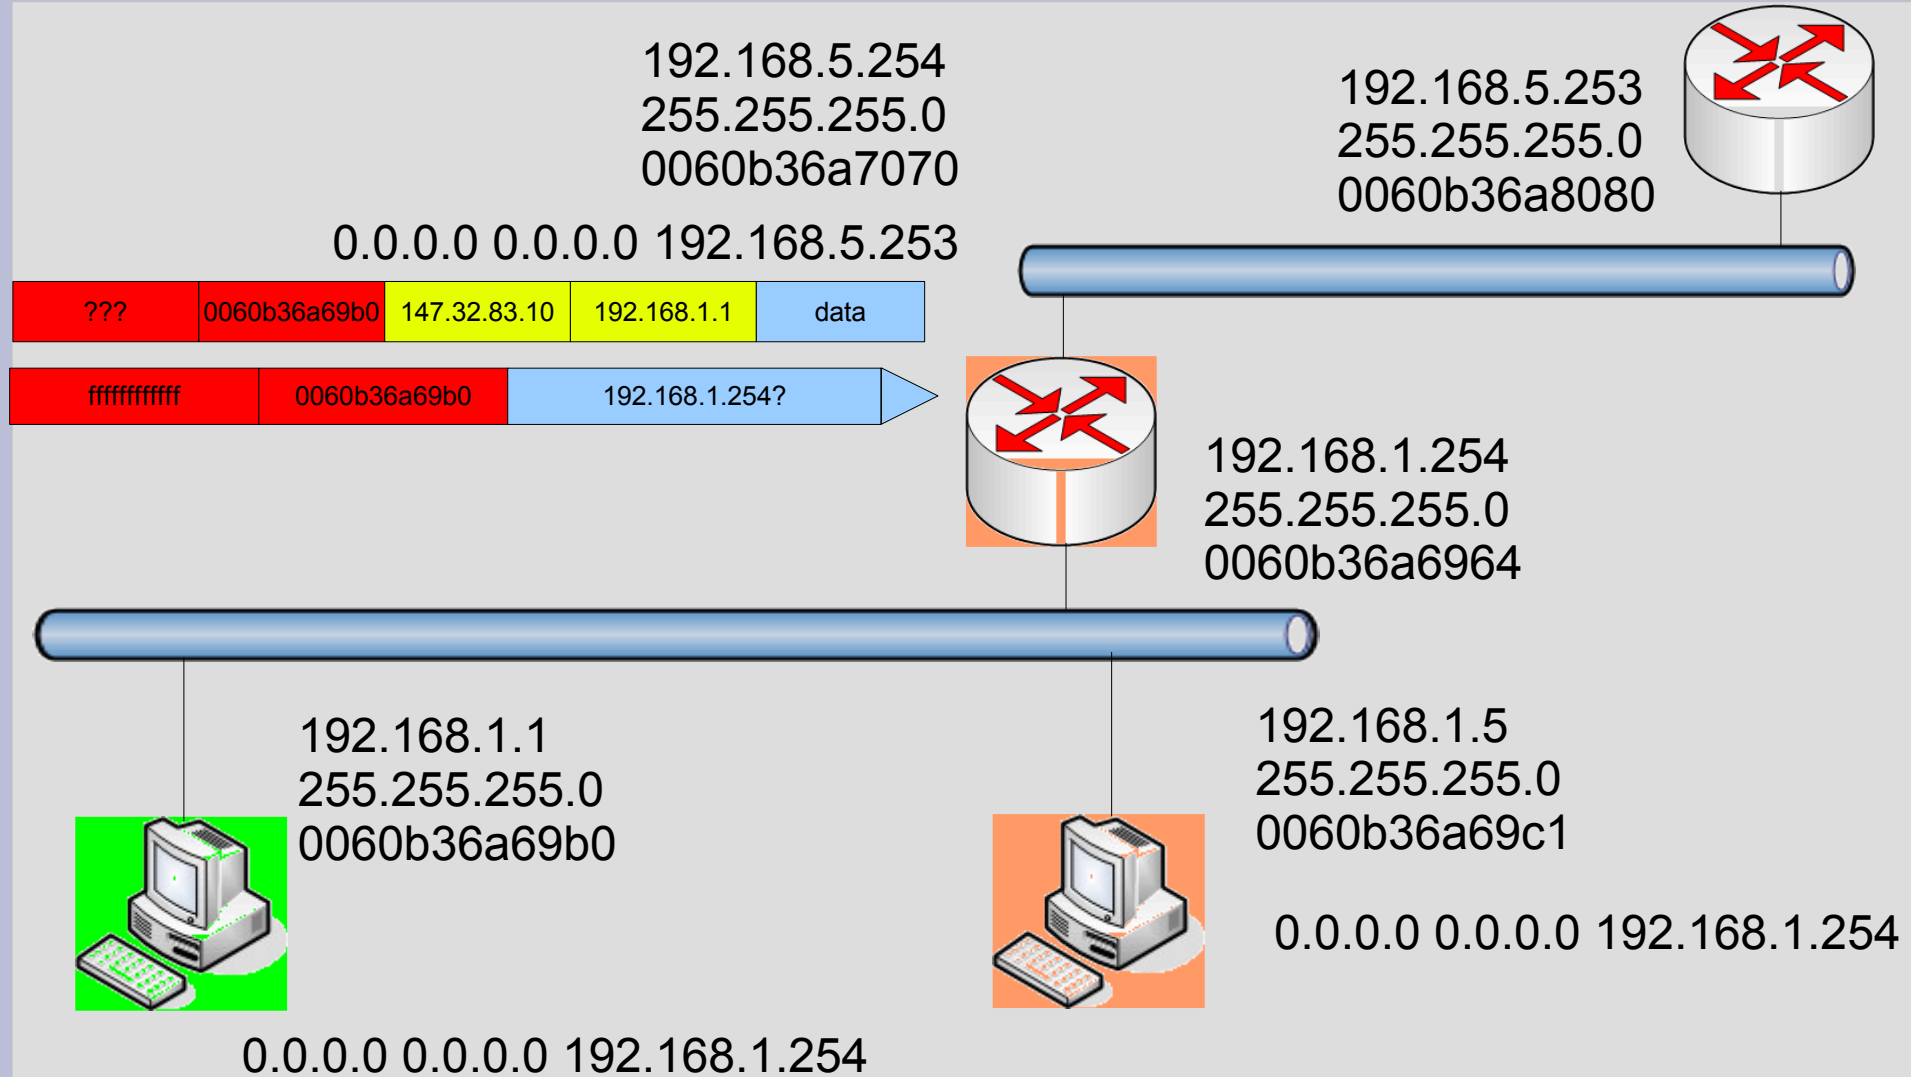 192.168.5.254
255.255.255.0
0060b36a7070
192.168.5.253
255.255.255.0
0060b36a8080
0.0.0.0 0.0.0.0 192.168.5.253
??? 0060b36a69b0 147.32.83.10 192.168.1.1 data
ffffffffffff 0060b36a69b0 192.168.1.254?
192.168.1.254
255.255.255.0
0060b36a6964
192.168.1.1
255.255.255.0
0060b36a69b0
192.168.1.5
255.255.255.0
0060b36a69c1
0.0.0.0 0.0.0.0 192.168.1.254
0.0.0.0 0.0.0.0 192.168.1.254